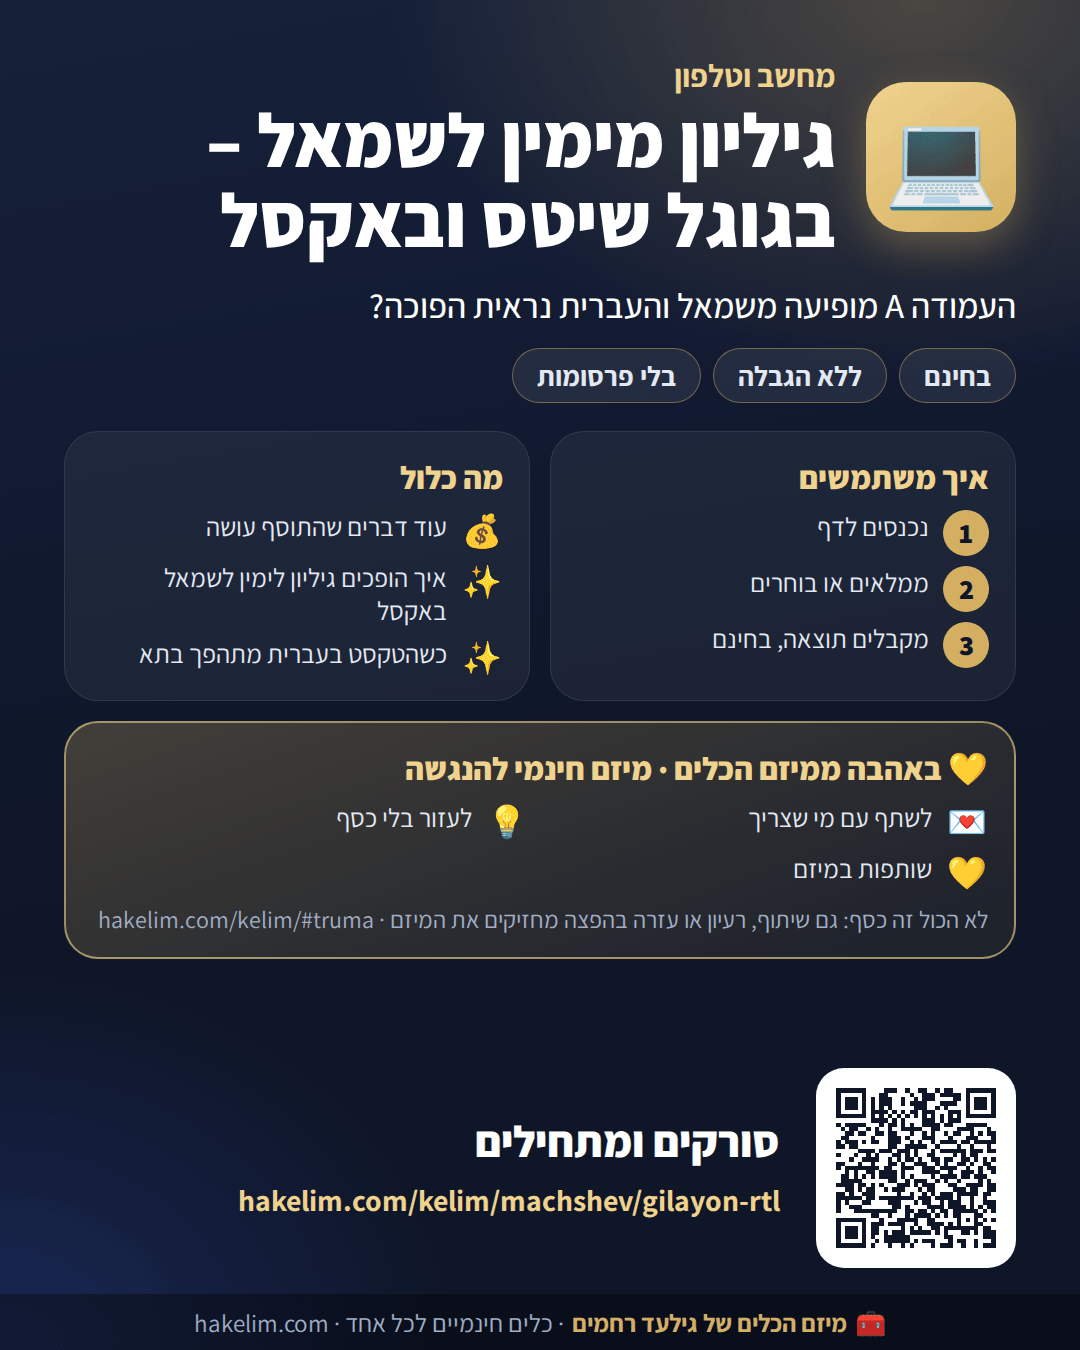 מחשב וטלפון
גיליון מימין לשמאל –
בגוגל שיטס ובאקסל
העמודה A מופיעה משמאל והעברית נראית הפוכה?
בחינם
ללא הגבלה
בלי פרסומות
איך משתמשים
1 נכנסים לדף
2 ממלאים או בוחרים
3 מקבלים תוצאה, בחינם
מה כלול
עוד דברים שהתוסף עושה
איך הופכים גיליון לימין לשמאל
באקסל
כשהטקסט בעברית מתהפך בתא
באהבה ממיזם הכלים · מיזם חינמי להנגשה
לשתף עם מי שצריך
לעזור בלי כסף
שותפות במיזם
לא הכול זה כסף: גם שיתוף, רעיון או עזרה בהפצה מחזיקים את המיזם · hakelim.com/kelim/#truma
סורקים ומתחילים
hakelim.com/kelim/machshev/gilayon-rtl
מיזם הכלים של גילעד רחמים · כלים חינמיים לכל אחד · hakelim.com